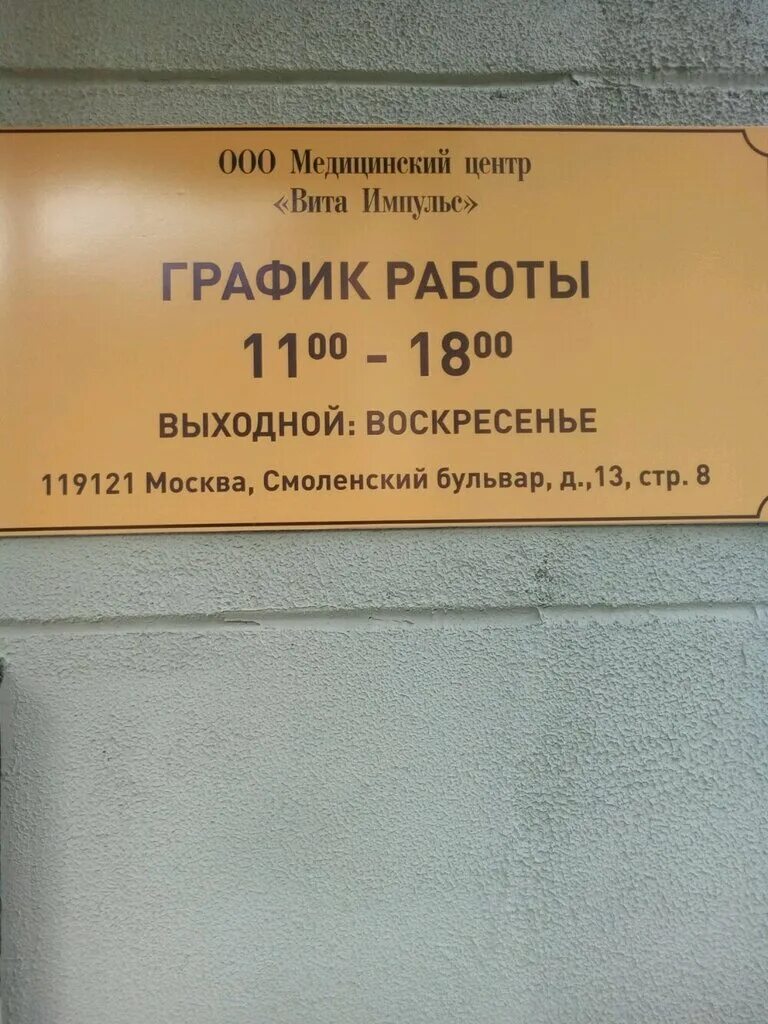 ООО Медицинский центр
«Вита Импульс»
ГРАФИК РАБОТЫ
11⁰⁰ - 18⁰⁰
ВЫХОДНОЙ: ВОСКРЕСЕНЬЕ
119121 Москва, Смоленский бульвар, д.,13, стр. 8